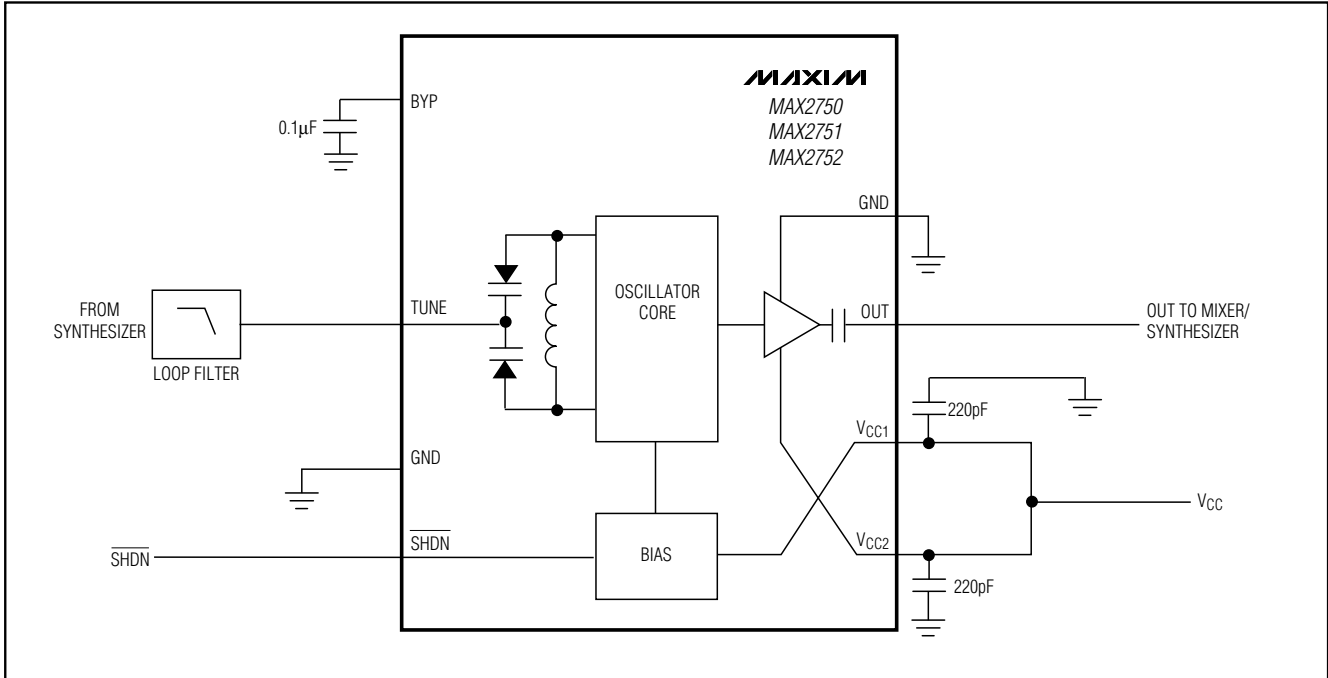 MAXIM
MAX2750
MAX2751
MAX2752
BYP
0.1µF
GND
FROM
SYNTHESIZER
LOOP FILTER
TUNE
OSCILLATOR
CORE
OUT
OUT TO MIXER/
SYNTHESIZER
220pF
VCC1
GND
VCC
SHDN
SHDN
BIAS
VCC2
220pF